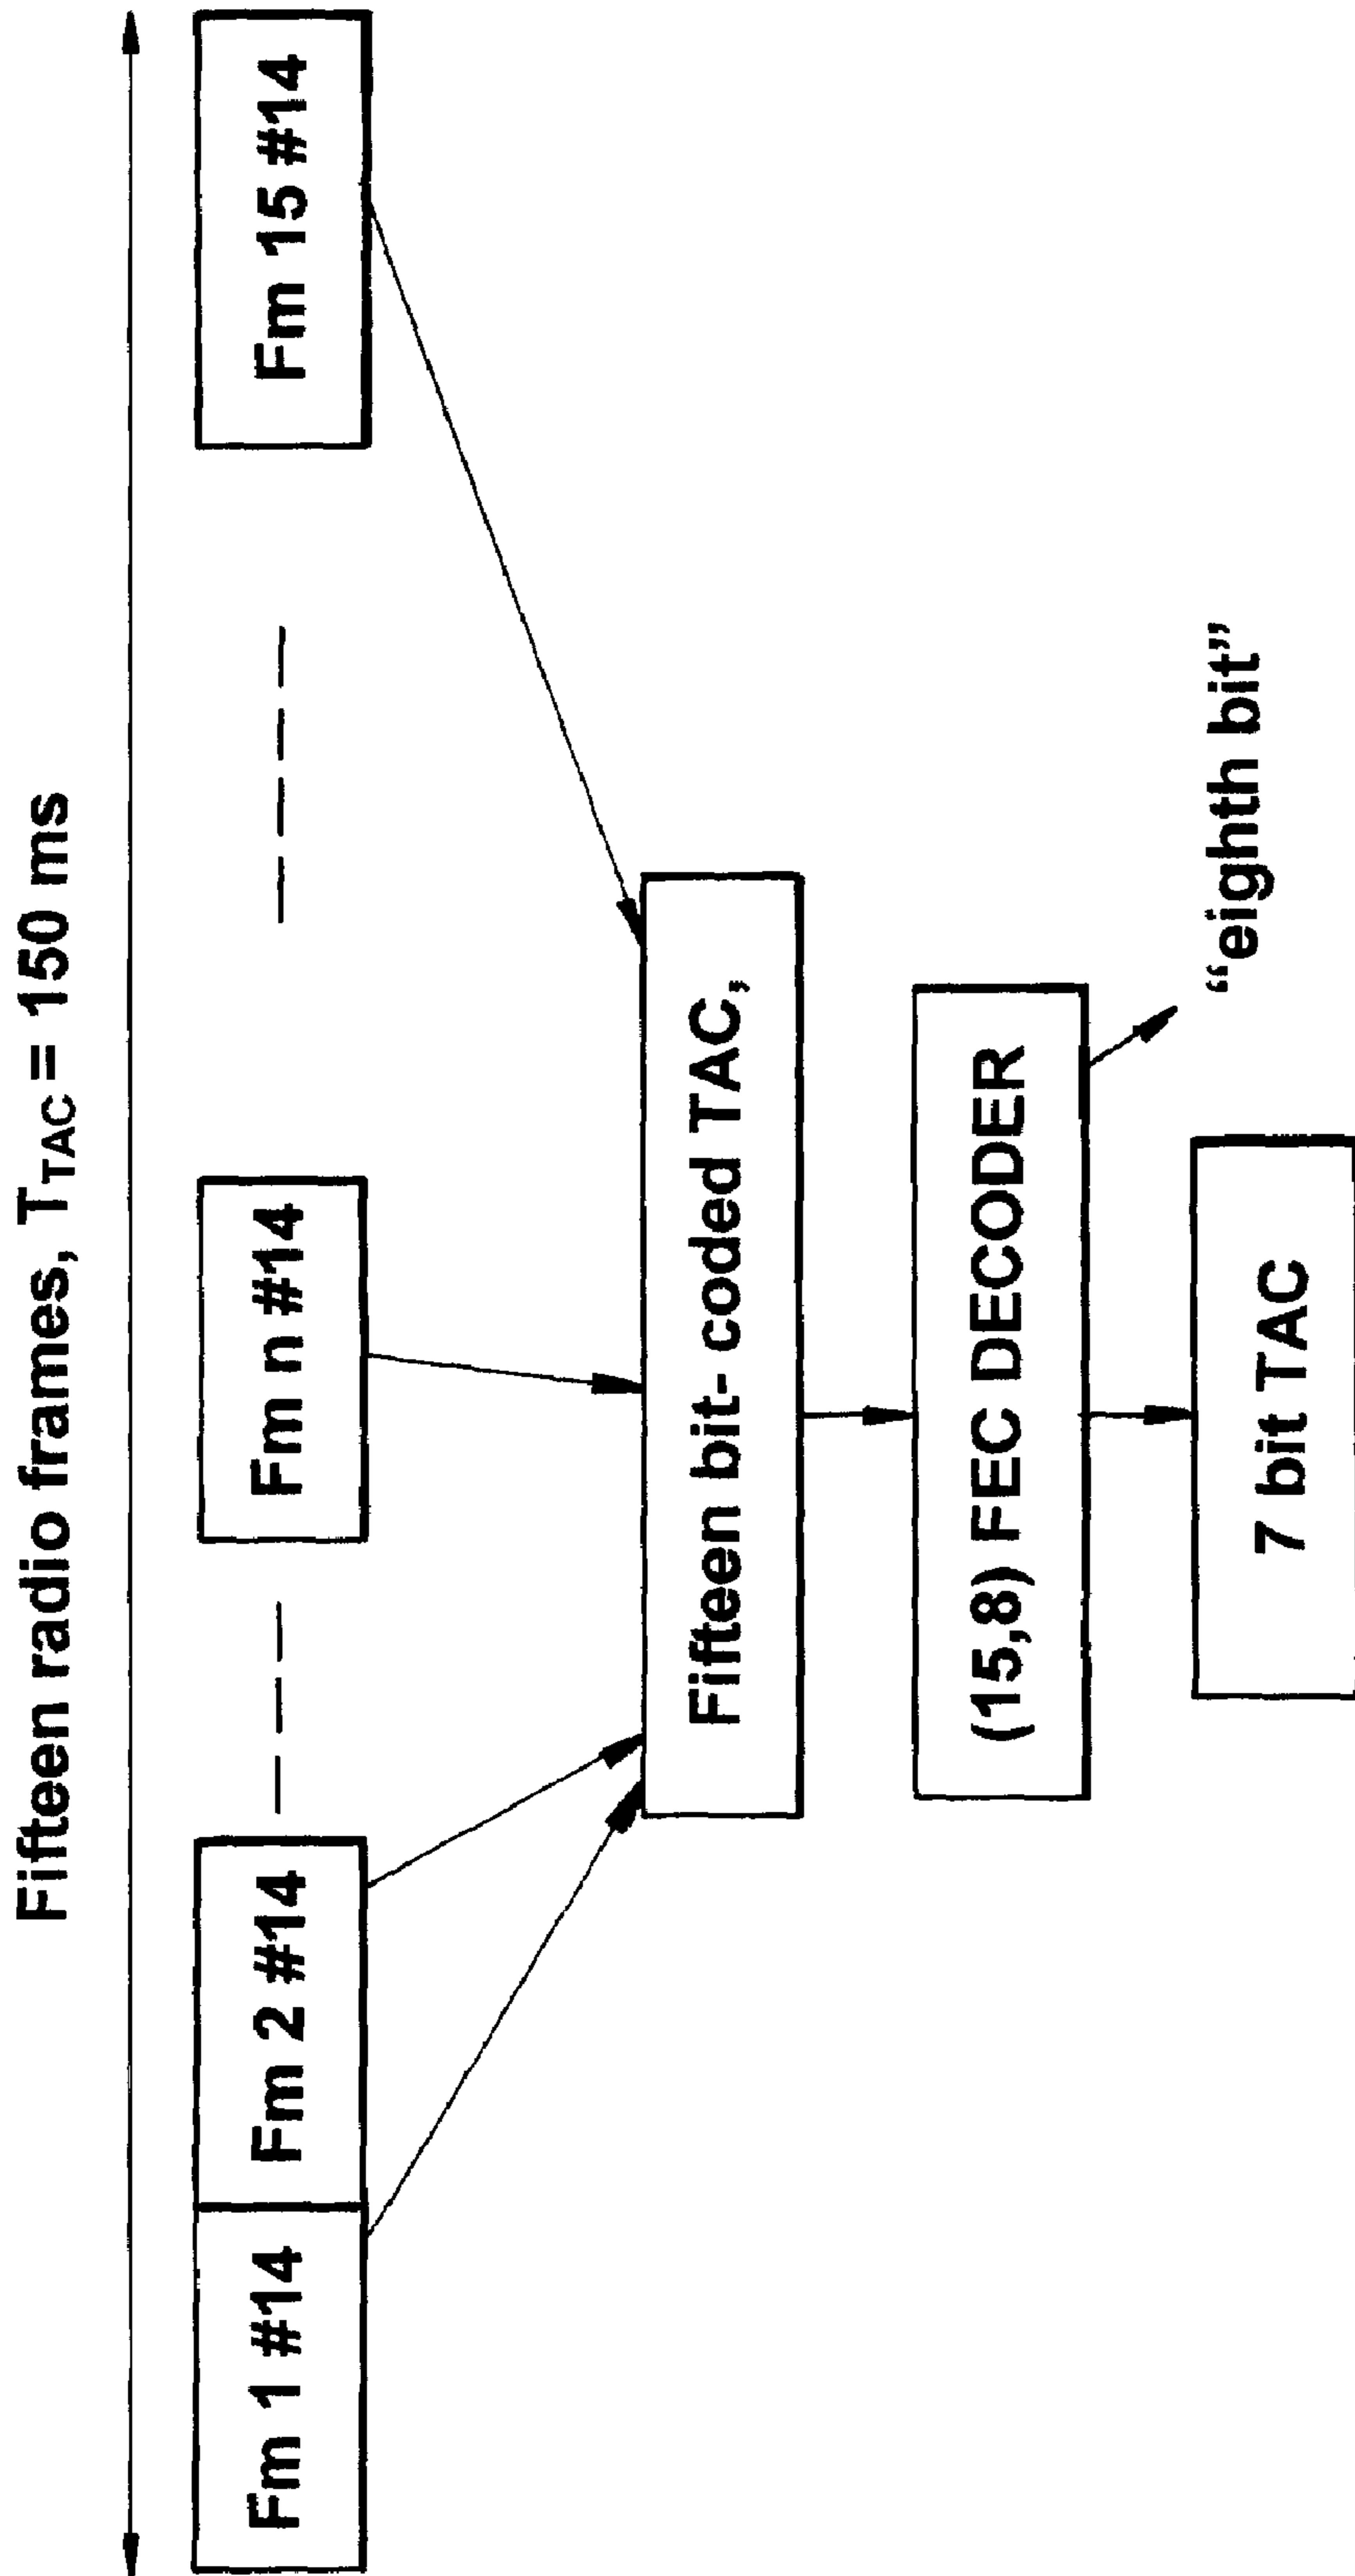 Fifteen radio frames, TTAC = 150 ms
Fm 1 #14
Fm 2 #14
Fm n #14
Fm 15 #14
Fifteen bit- coded TAC,
(15,8) FEC DECODER
“eighth bit”
7 bit TAC